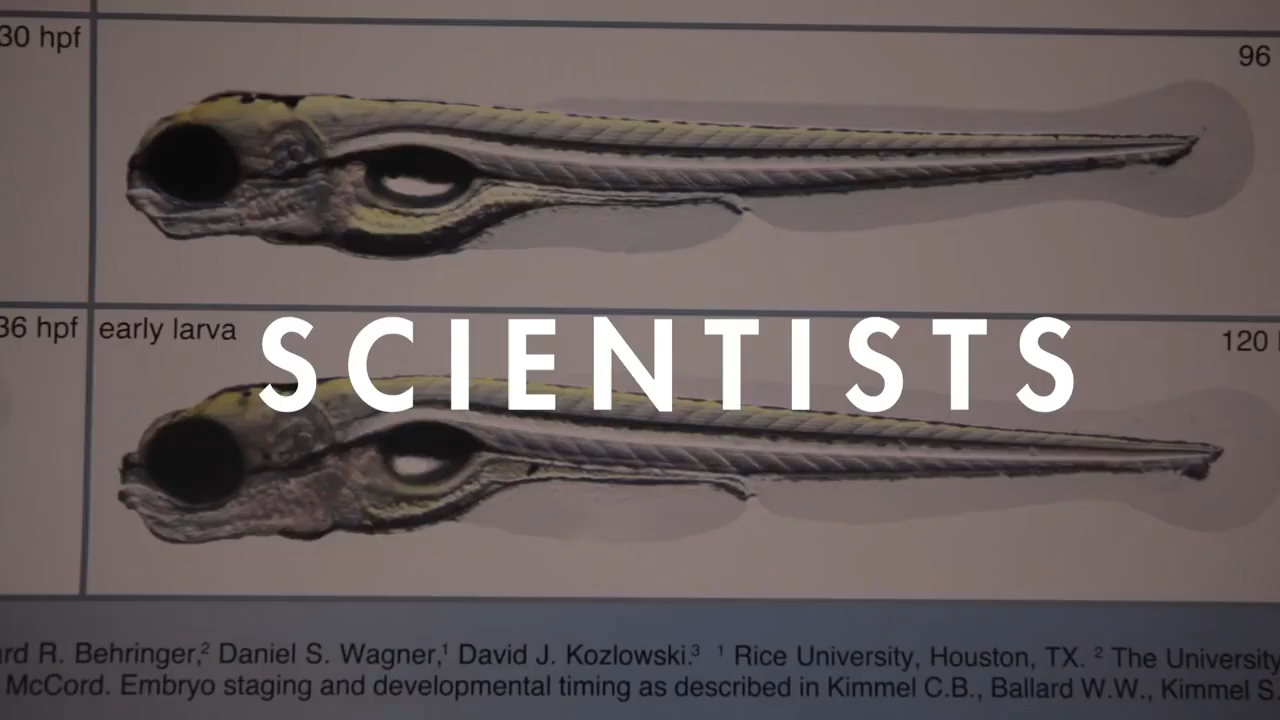 30 hpf
96
36 hpf
early larva
120
SCIENTISTS
R. Behringer,² Daniel S. Wagner,¹ David J. Kozlowski.³ ¹ Rice University, Houston, TX. ² The University
McCord. Embryo staging and developmental timing as described in Kimmel C.B., Ballard W.W., Kimmel S.